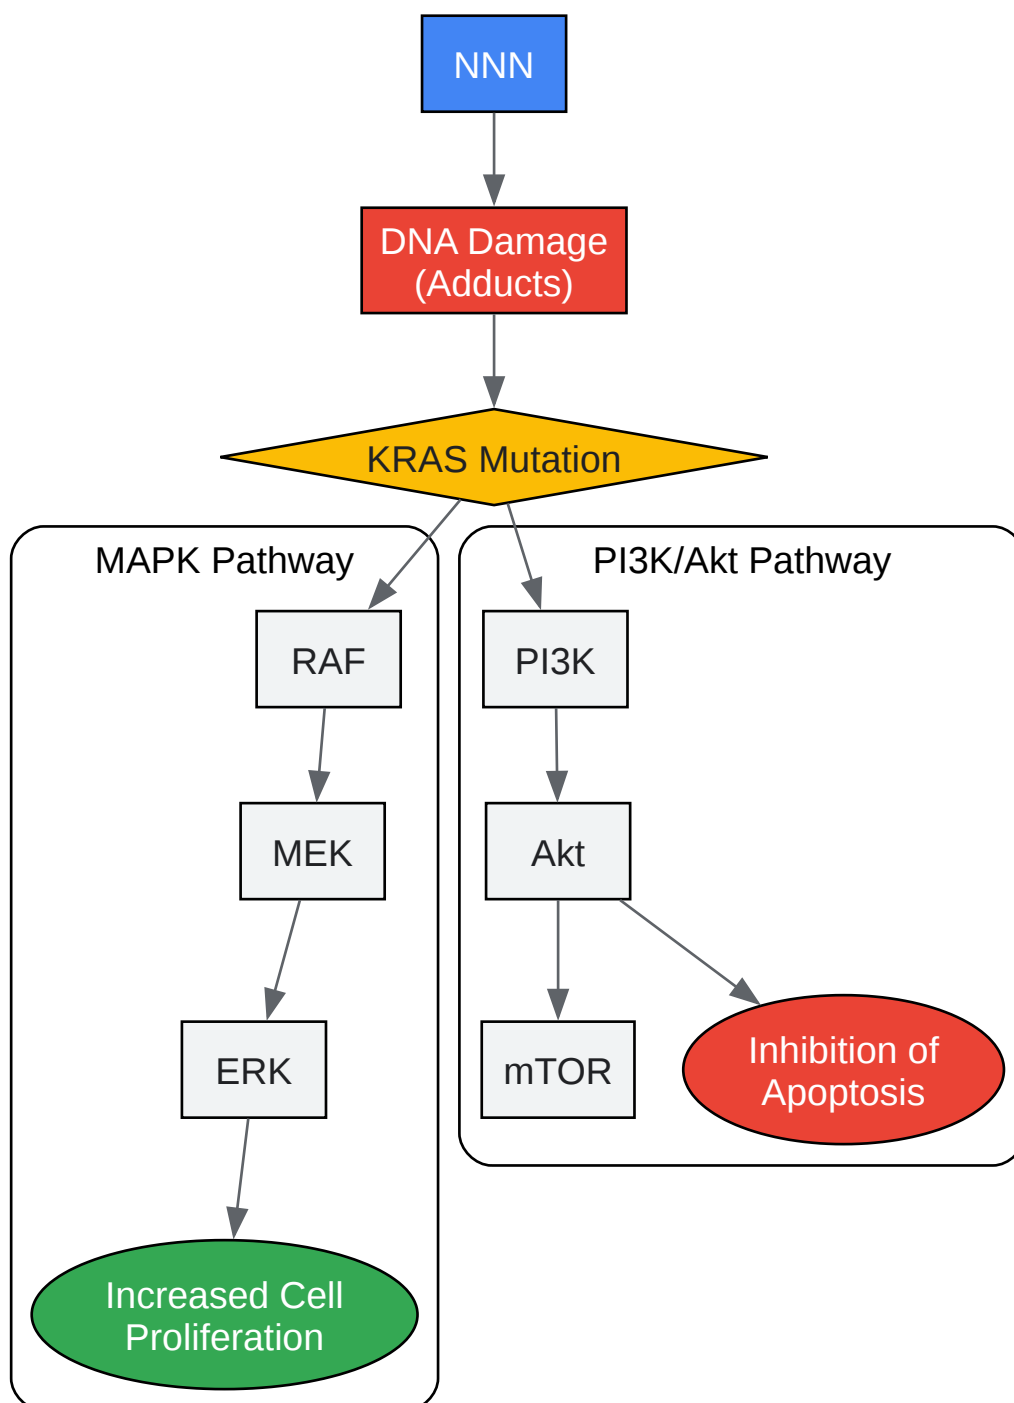 NNN
DNA Damage
(Adducts)
KRAS Mutation
MAPK Pathway
RAF
MEK
ERK
Increased Cell
Proliferation
PI3K/Akt Pathway
PI3K
Akt
mTOR
Inhibition of
Apoptosis